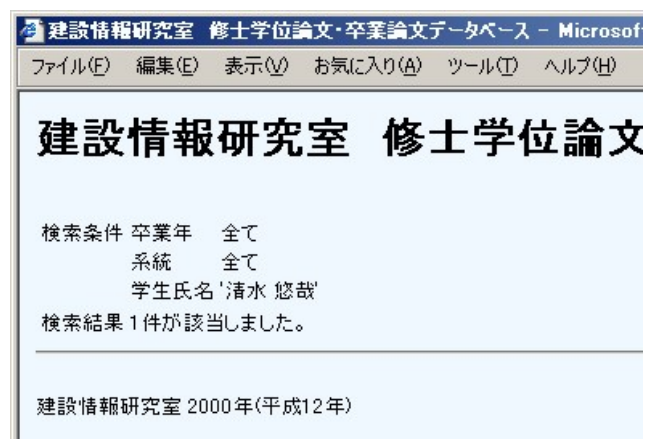 建設情報研究室 修士学位論文・卒業論文データベース - Microsof
ファイル(F) 編集(E) 表示(V) お気に入り(A) ツール(T) ヘルプ(H)
建設情報研究室 修士学位論文
検索条件 卒業年 全て
系統 全て
学生氏名 '清水 悠哉'
検索結果 1件が該当しました。
建設情報研究室 2000年(平成12年)